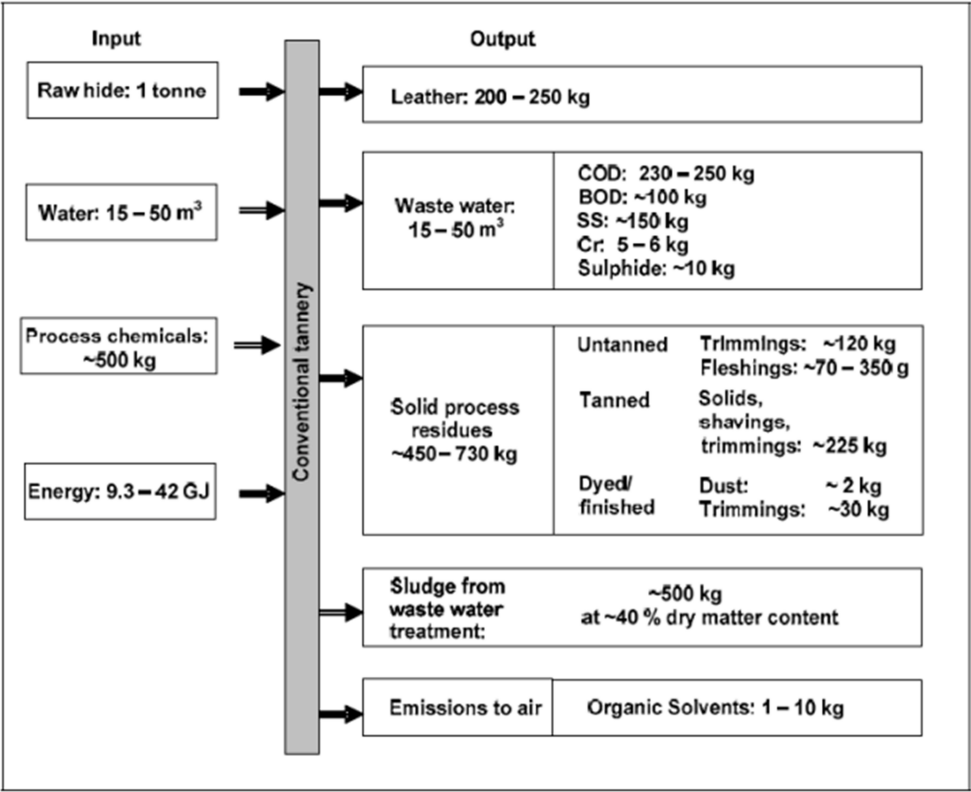 Input
Output
Raw hide: 1 tonne
Water: 15 – 50 m³
Process chemicals:
~500 kg
Energy: 9.3 – 42 GJ
Conventional tannery
Leather: 200 – 250 kg
Waste water:
15 – 50 m³
COD: 230 – 250 kg
BOD: ~100 kg
SS: ~150 kg
Cr: 5 – 6 kg
Sulphide: ~10 kg
Solid process
residues
~450 – 730 kg
Untanned Trimmings: ~120 kg
Fleshings: ~70 – 350 g
Tanned Solids,
shavings,
trimmings: ~225 kg
Dyed/ Dust: ~ 2 kg
finished Trimmings: ~30 kg
Sludge from
waste water
treatment:
~500 kg
at ~40 % dry matter content
Emissions to air
Organic Solvents: 1 – 10 kg